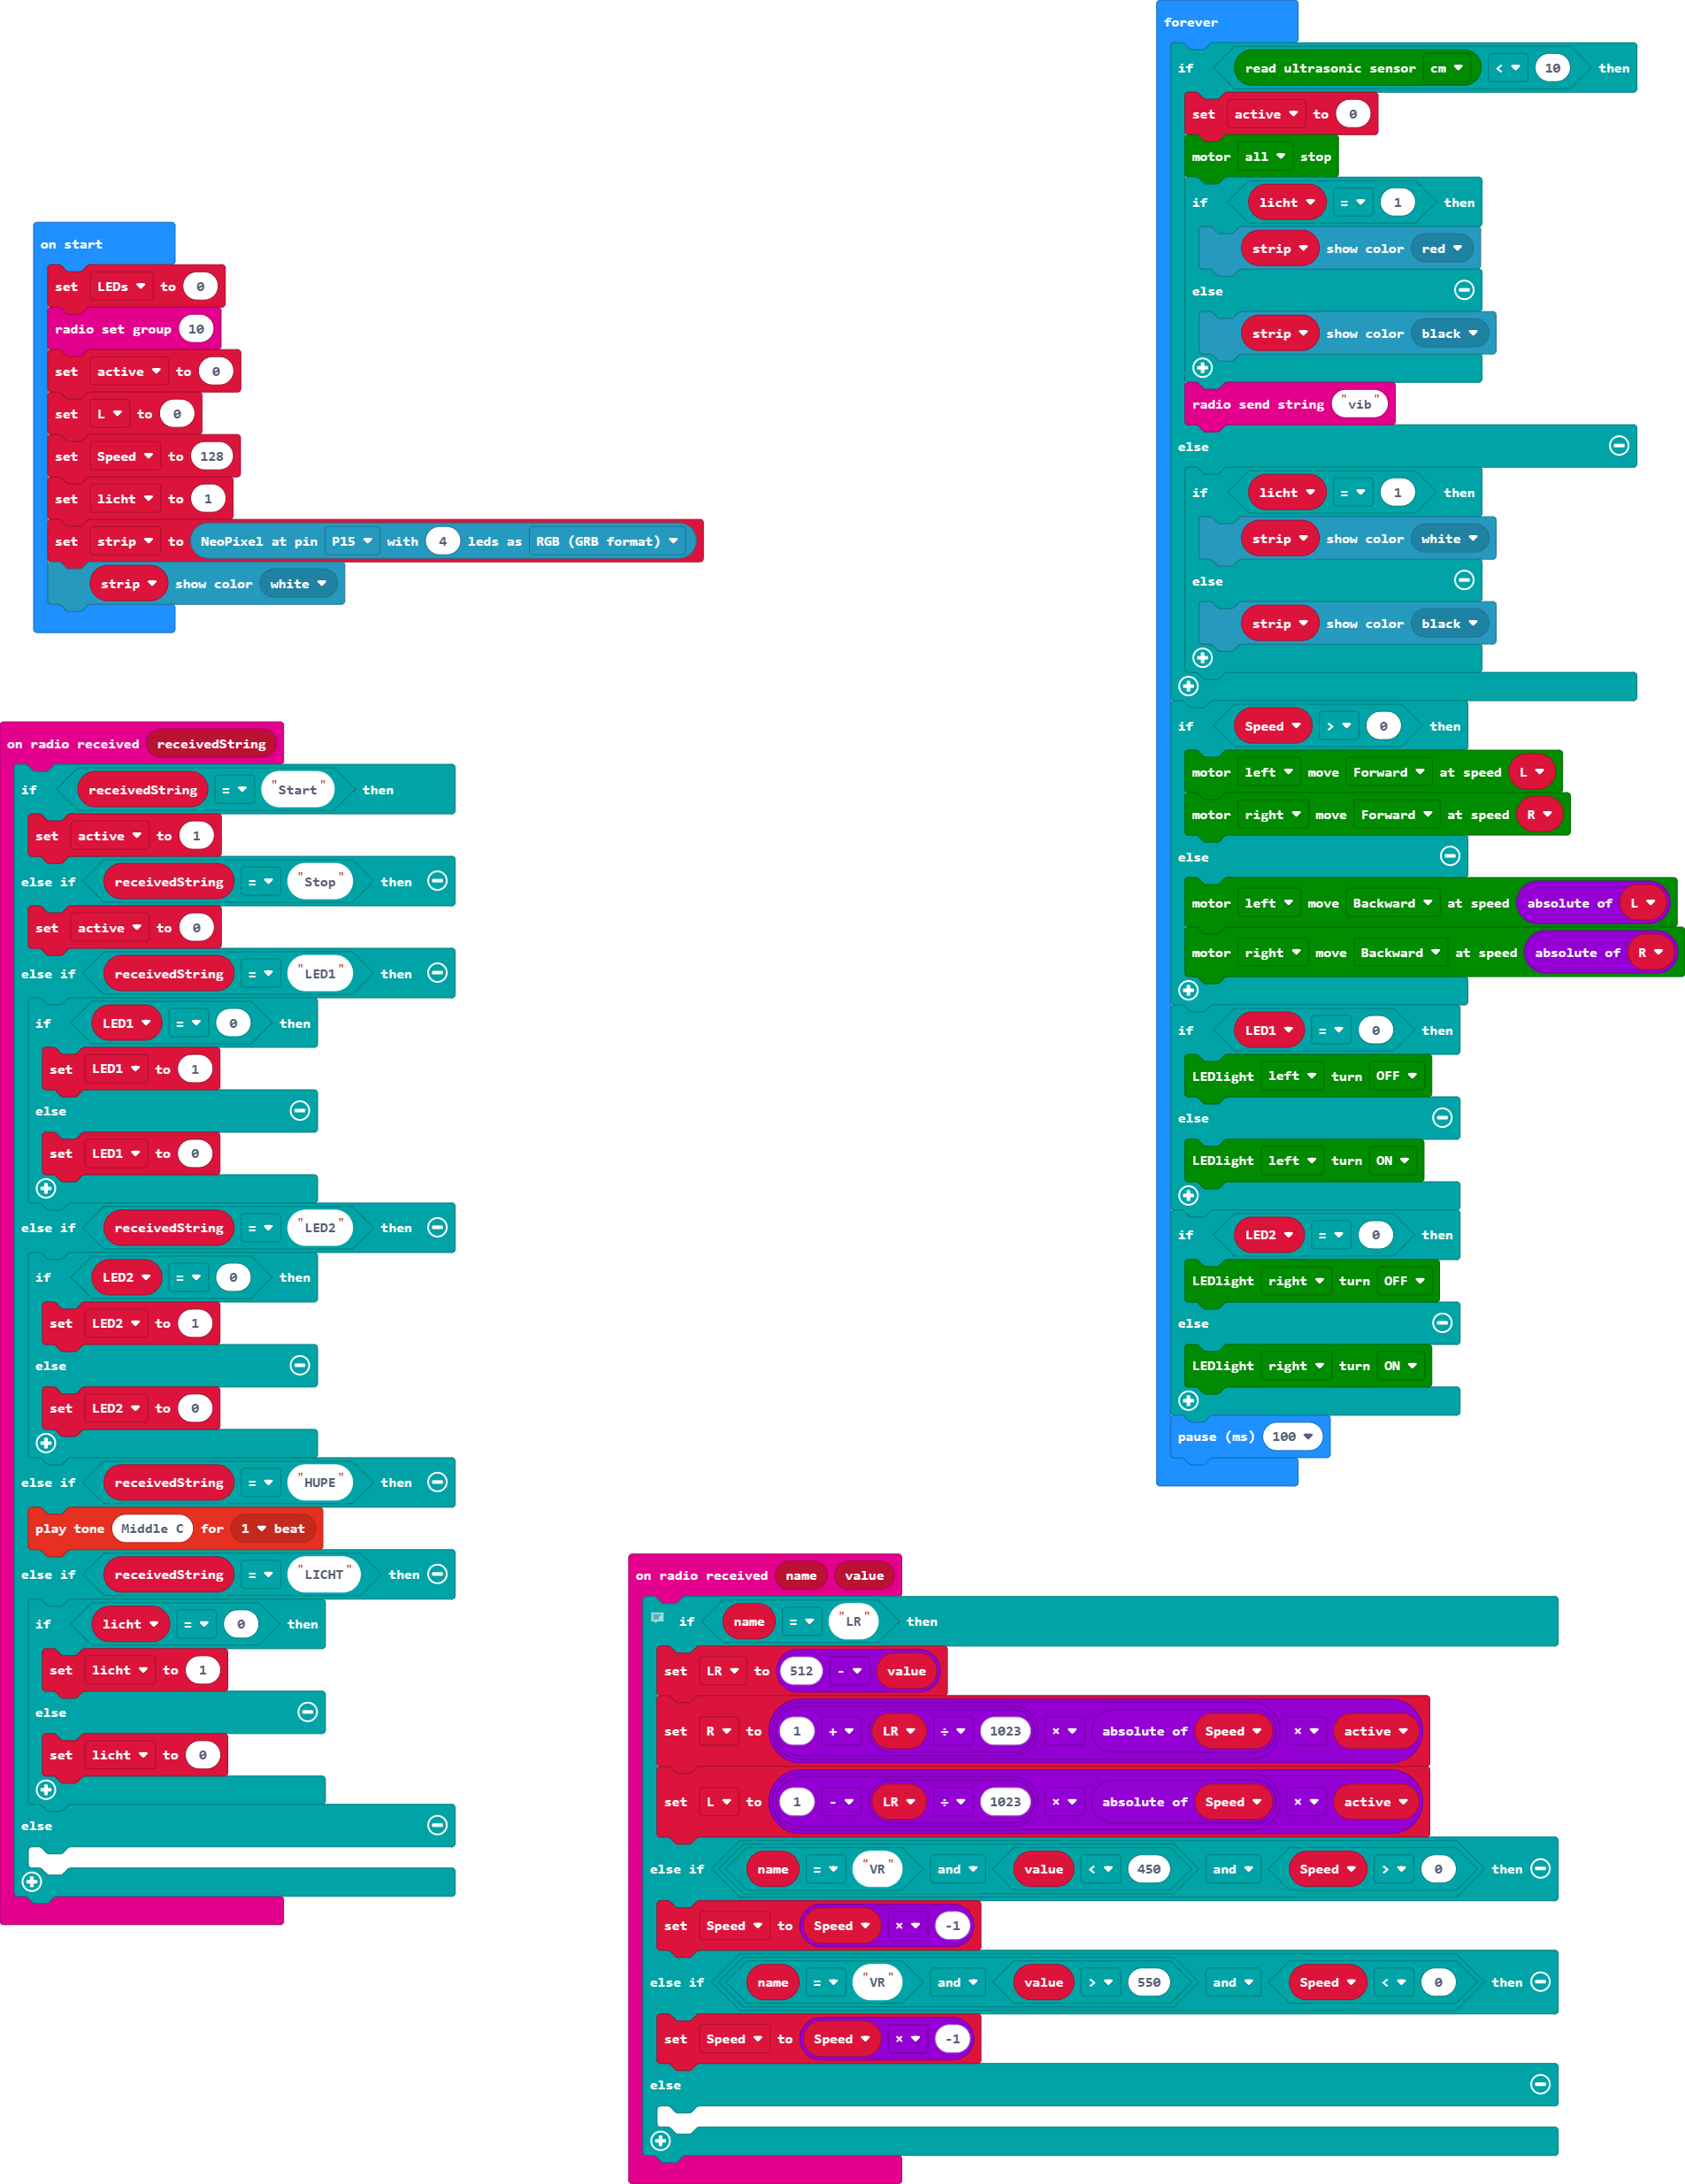 on start
set LEDs to 0
radio set group 10
set active to 0
set L to 0
set Speed to 128
set licht to 1
set strip to NeoPixel at pin P15 with 4 leds as RGB (GRB format)
strip show color white
on radio received receivedString
if receivedString = "Start" then
set active to 1
else if receivedString = "Stop" then
set active to 0
else if receivedString = "LED1" then
if LED1 = 0 then
set LED1 to 1
else
set LED1 to 0
else if receivedString = "LED2" then
if LED2 = 0 then
set LED2 to 1
else
set LED2 to 0
else if receivedString = "HUPE" then
play tone Middle C for 1 beat
else if receivedString = "LICHT" then
if licht = 0 then
set licht to 1
else
set licht to 0
else
forever
if read ultrasonic sensor cm < 10 then
set active to 0
motor all stop
if licht = 1 then
strip show color red
else
strip show color black
radio send string "vib"
else
if licht = 1 then
strip show color white
else
strip show color black
if Speed > 0 then
motor left move Forward at speed L
motor right move Forward at speed R
else
motor left move Backward at speed absolute of L
motor right move Backward at speed absolute of R
if LED1 = 0 then
LEDlight left turn OFF
else
LEDlight left turn ON
if LED2 = 0 then
LEDlight right turn OFF
else
LEDlight right turn ON
pause (ms) 100
on radio received name value
if name = "LR" then
set LR to 512 - value
set R to 1 + LR ÷ 1023 × absolute of Speed × active
set L to 1 - LR ÷ 1023 × absolute of Speed × active
else if name = "VR" and value < 450 and Speed > 0 then
set Speed to Speed × -1
else if name = "VR" and value > 550 and Speed < 0 then
set Speed to Speed × -1
else